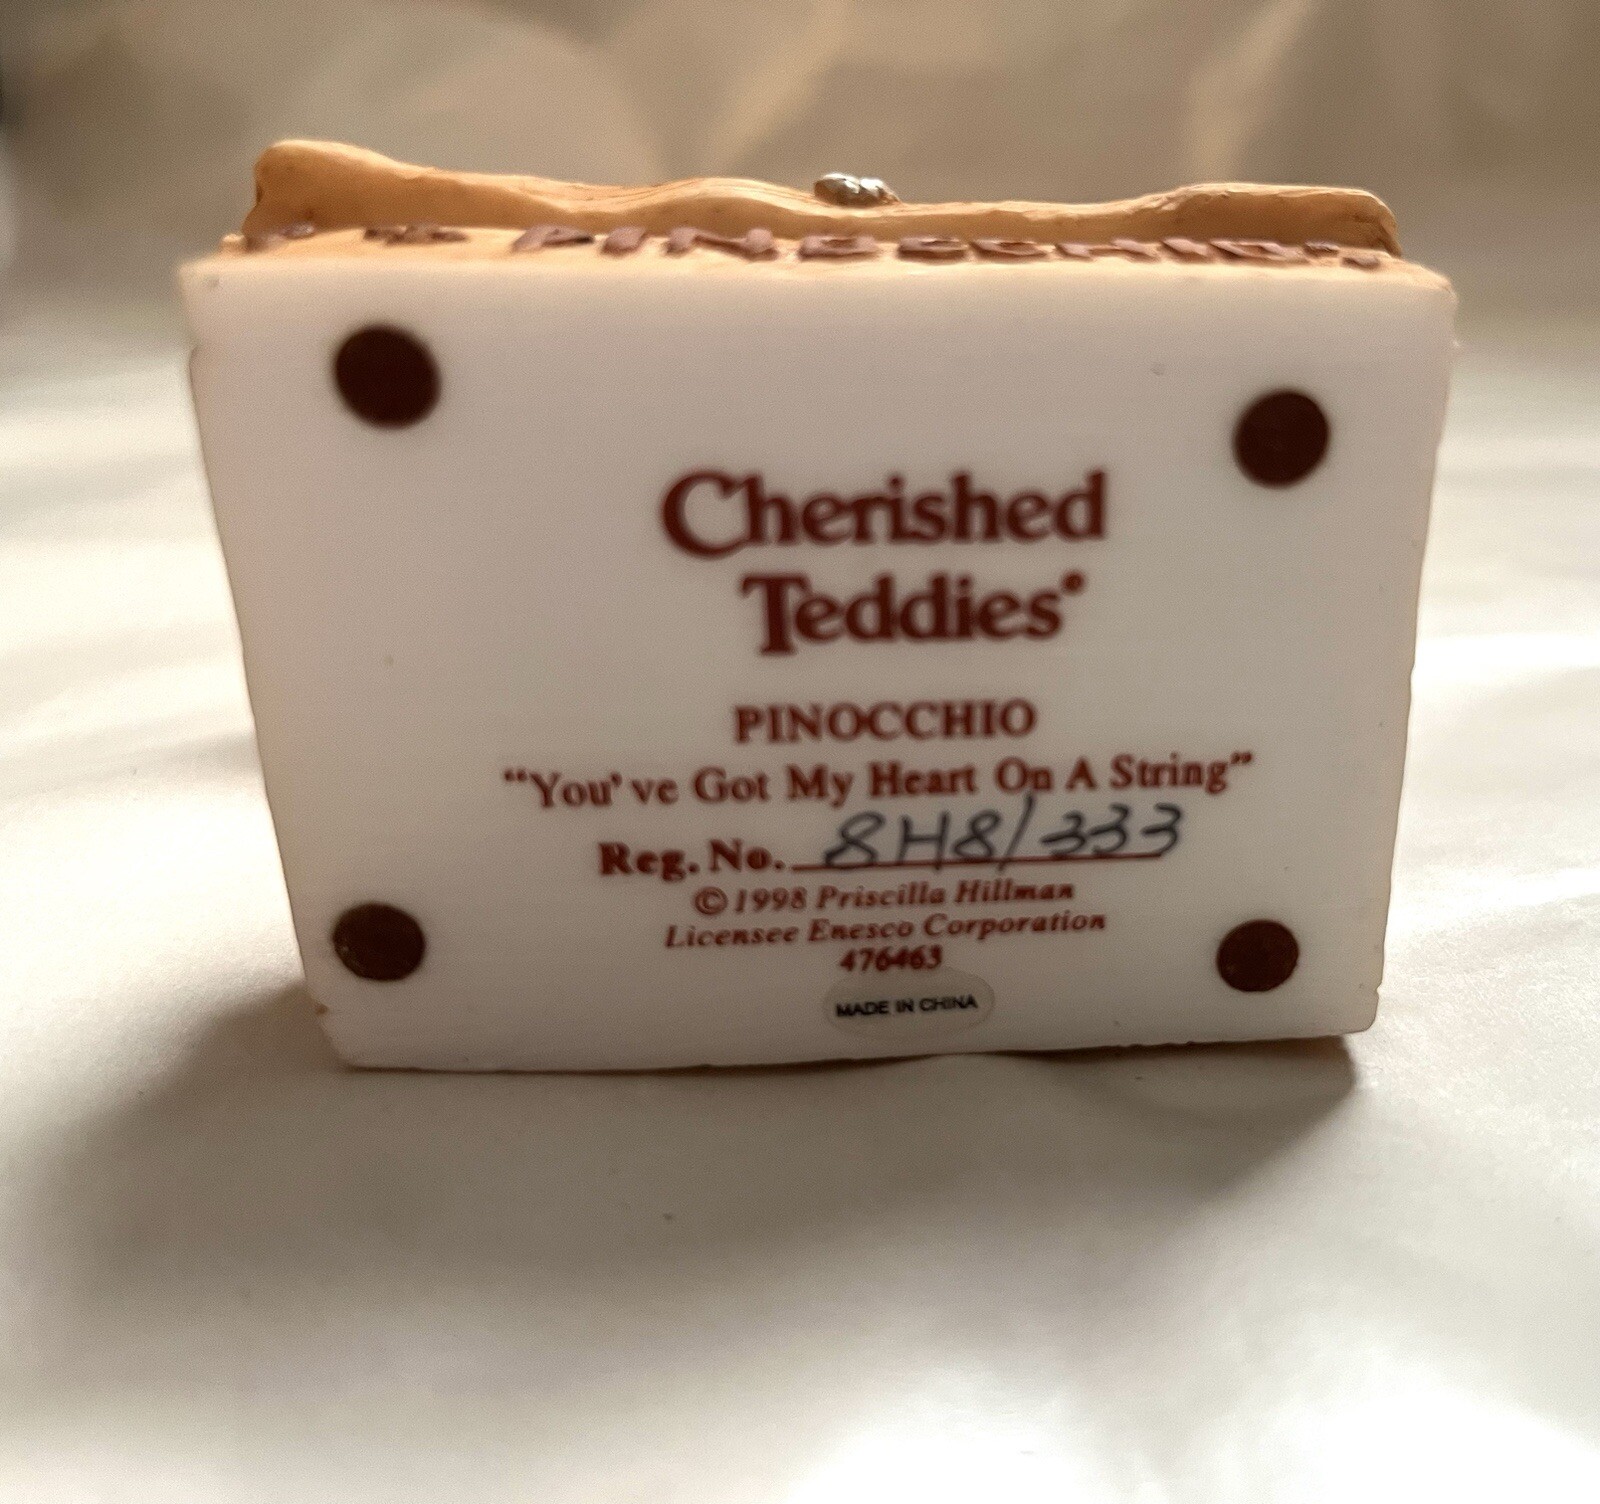 PINOCCHIO
Cherished
Teddies®
PINOCCHIO
"You've Got My Heart On A String"
Reg. No. 8H8/333
© 1998 Priscilla Hillman
Licensee Enesco Corporation
476463
MADE IN CHINA